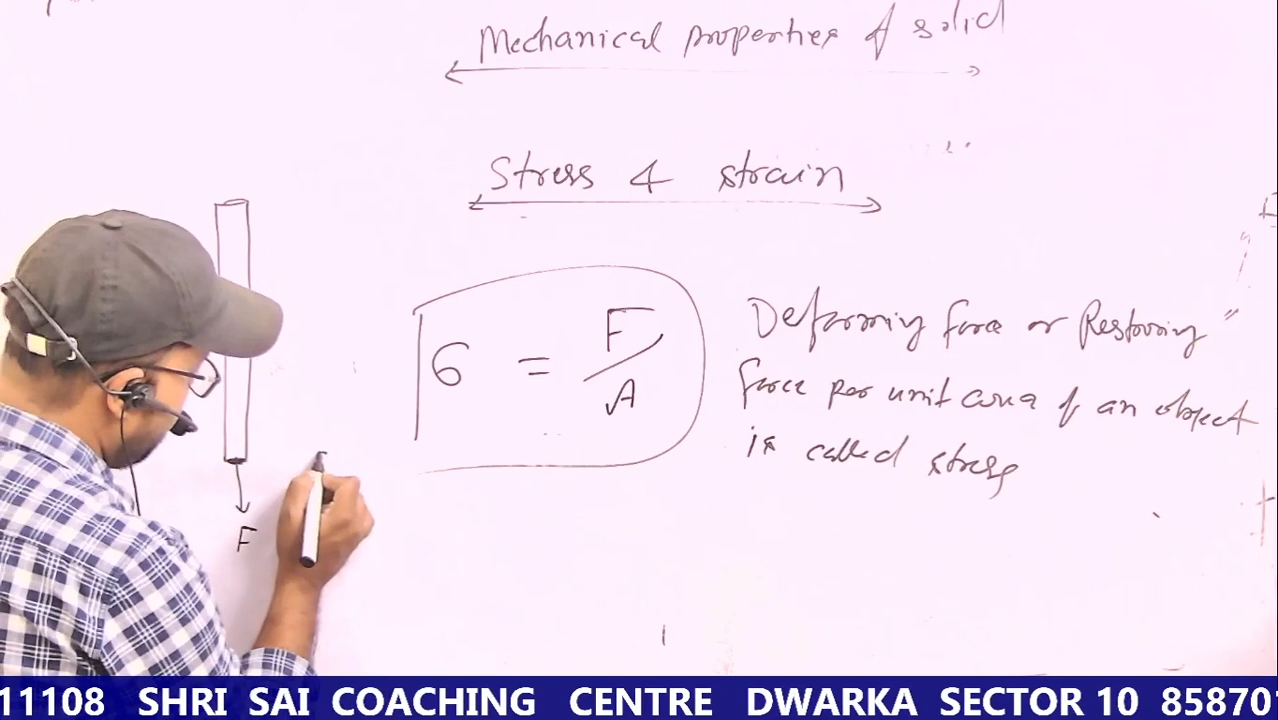 Mechanical properties of solid
Stress & strain
σ = F/A
Deforming force or Restoring"
force per unit area of an object
is called stress
F
11108 SHRI SAI COACHING CENTRE DWARKA SECTOR 10 85870